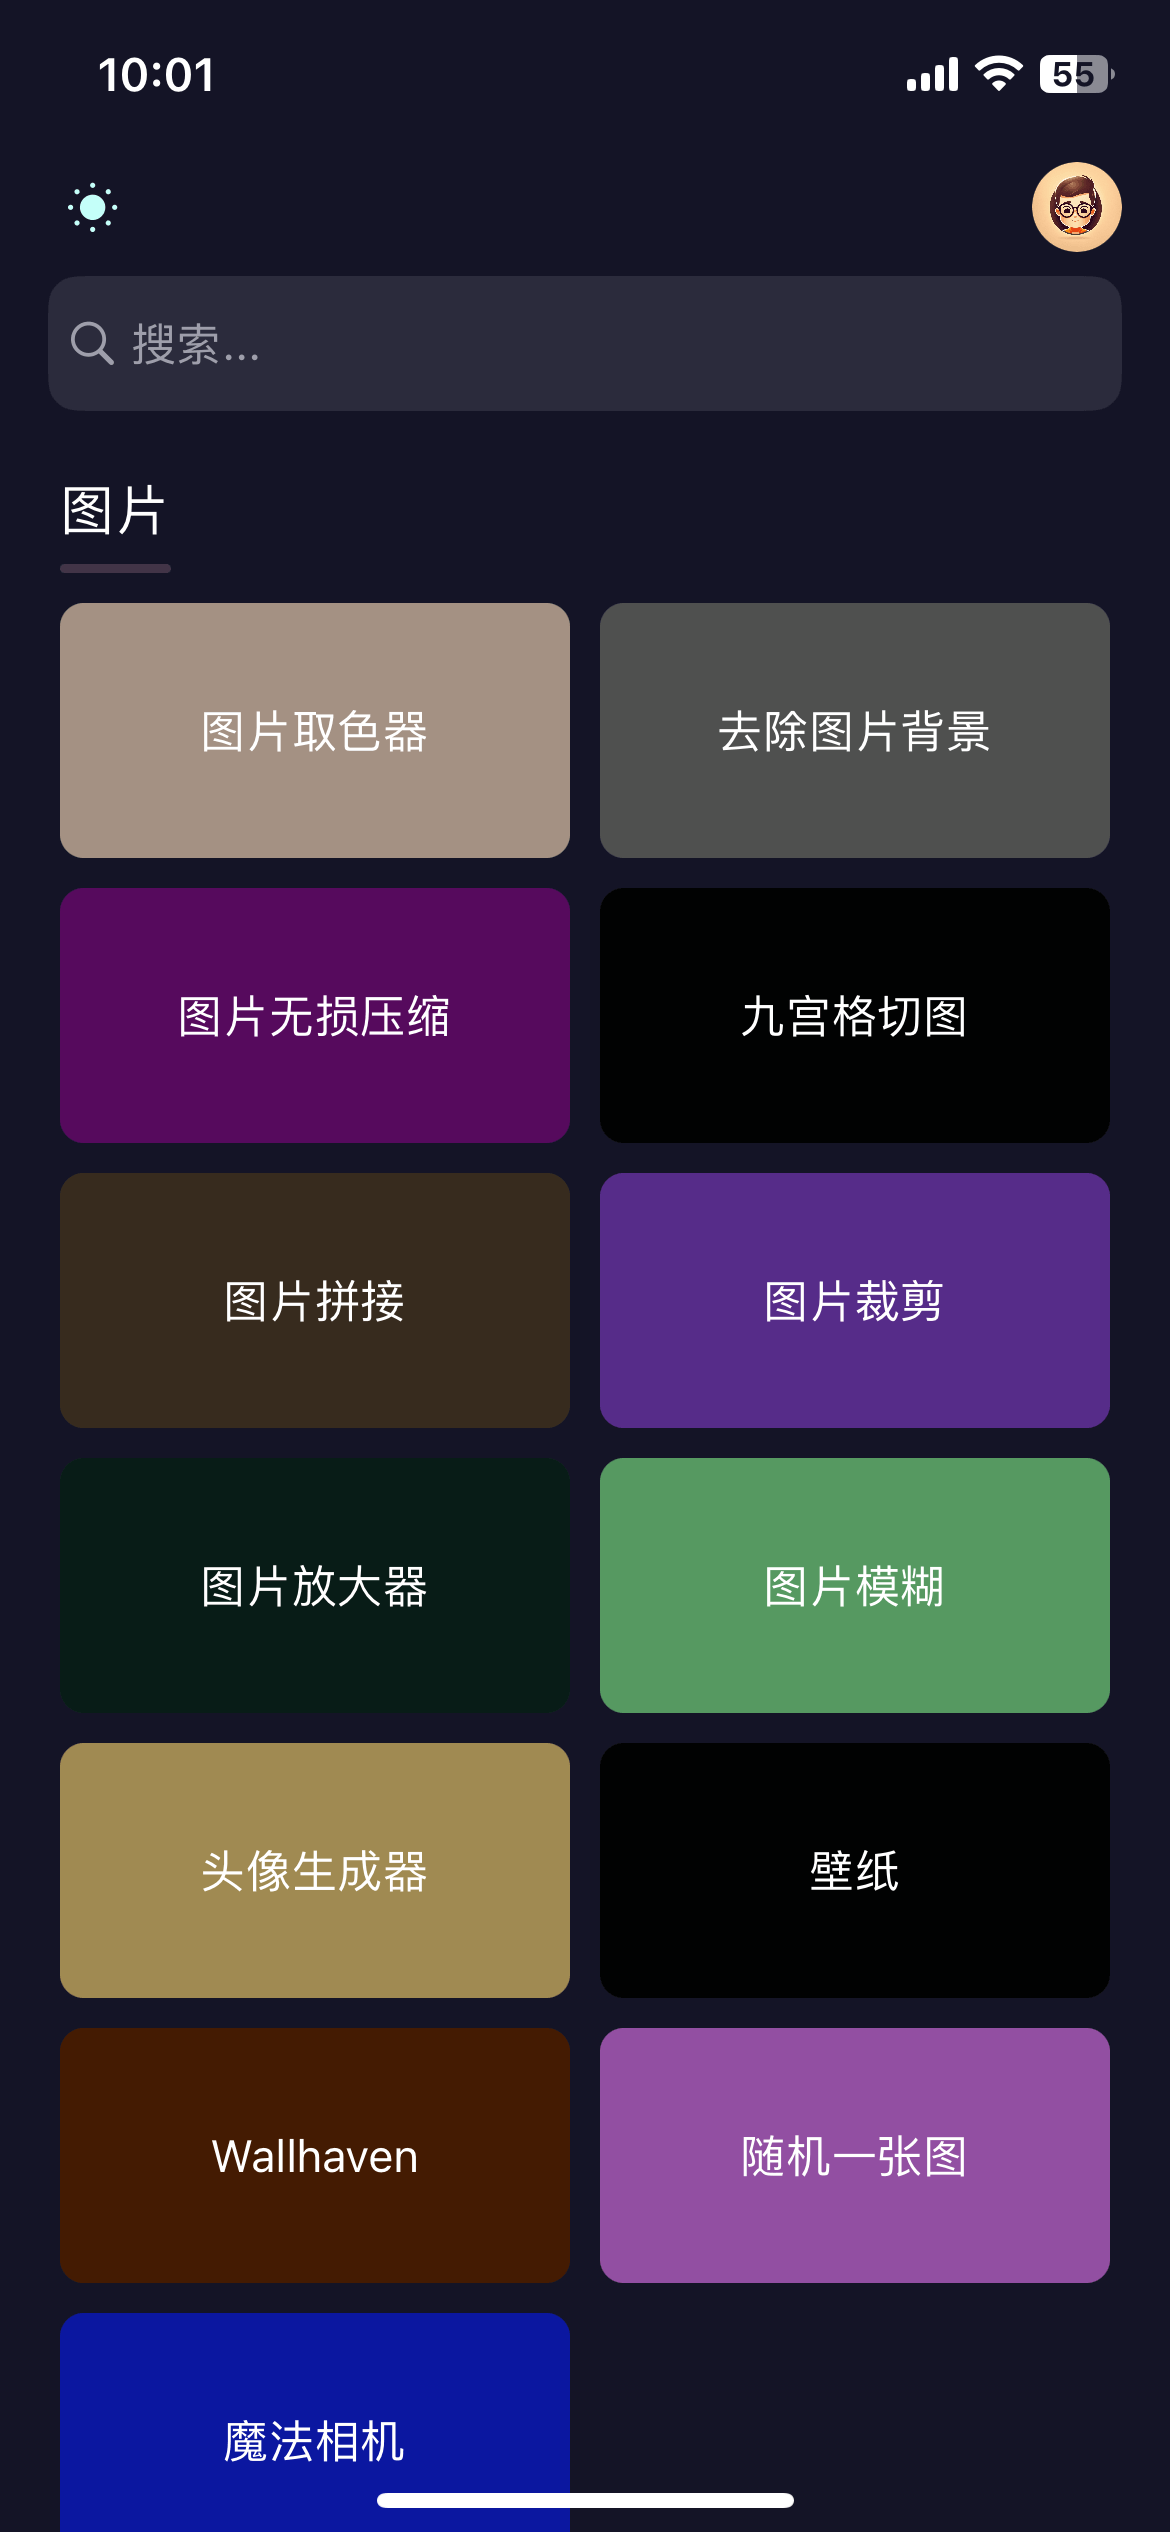 10:01
55
搜索...
图片
图片取色器
去除图片背景
图片无损压缩
九宫格切图
图片拼接
图片裁剪
图片放大器
图片模糊
头像生成器
壁纸
Wallhaven
随机一张图
魔法相机